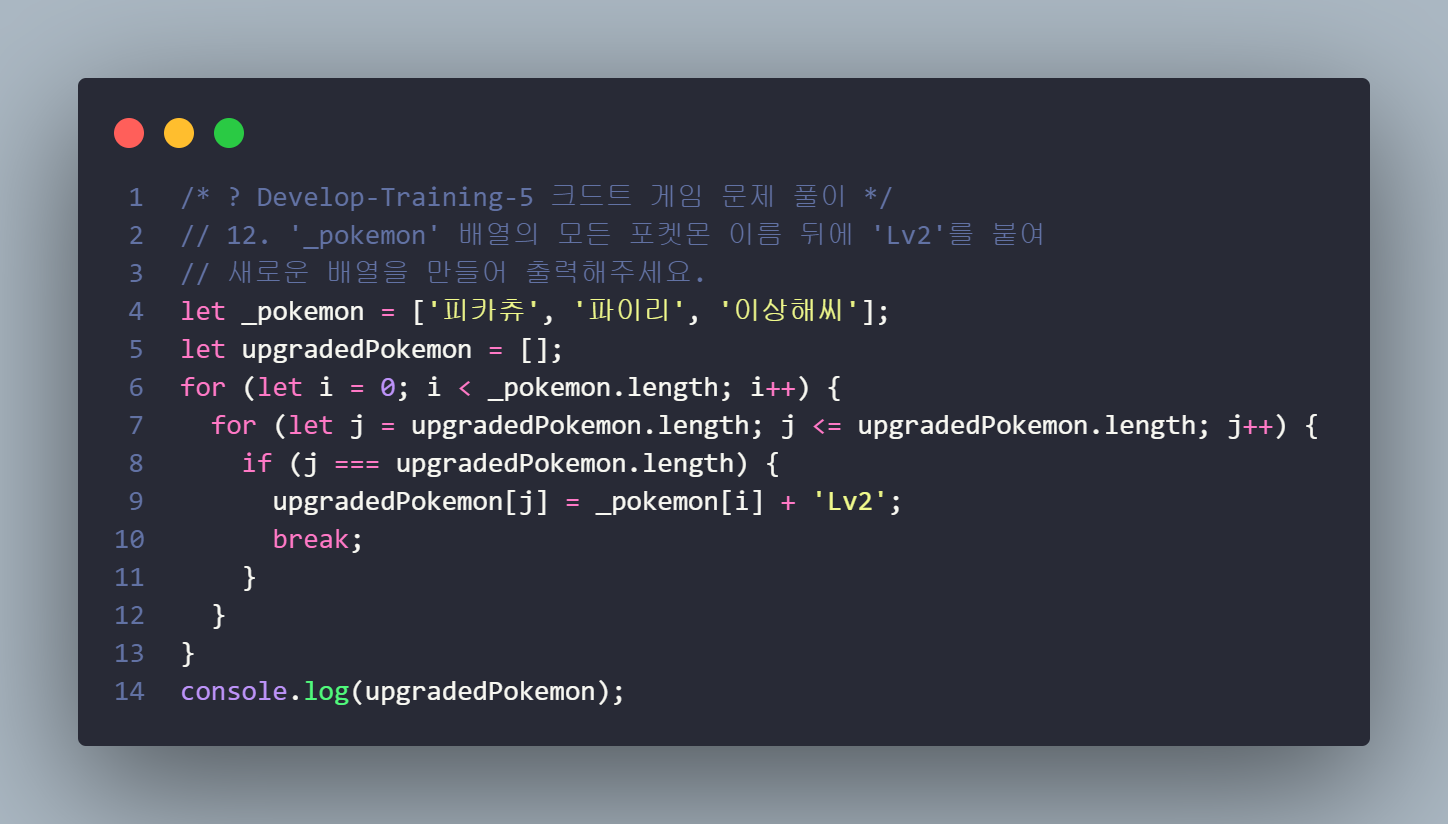 1 /* ? Develop-Training-5 크드트 게임 문제 풀이 */
2 // 12. '_pokemon' 배열의 모든 포켓몬 이름 뒤에 'Lv2'를 붙여
3 // 새로운 배열을 만들어 출력해주세요.
4 let _pokemon = ['피카츄', '파이리', '이상해씨'];
5 let upgradedPokemon = [];
6 for (let i = 0; i < _pokemon.length; i++) {
7   for (let j = upgradedPokemon.length; j <= upgradedPokemon.length; j++) {
8     if (j === upgradedPokemon.length) {
9       upgradedPokemon[j] = _pokemon[i] + 'Lv2';
10       break;
11     }
12   }
13 }
14 console.log(upgradedPokemon);